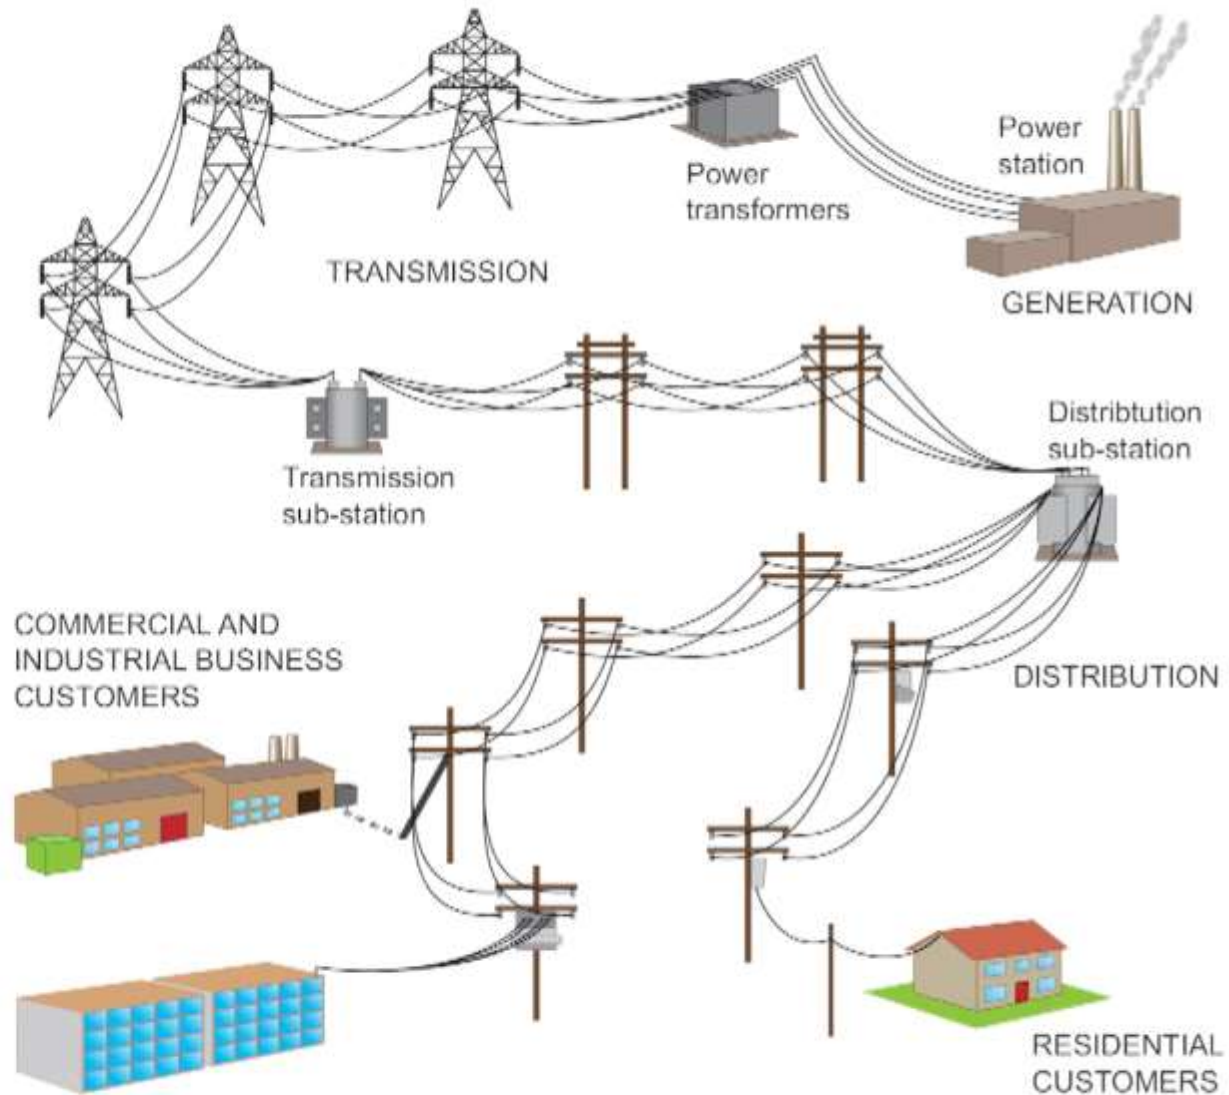 Power
station
Power
transformers
TRANSMISSION
GENERATION
Distribtution
sub-station
Transmission
sub-station
COMMERCIAL AND
INDUSTRIAL BUSINESS
CUSTOMERS
DISTRIBUTION
RESIDENTIAL
CUSTOMERS